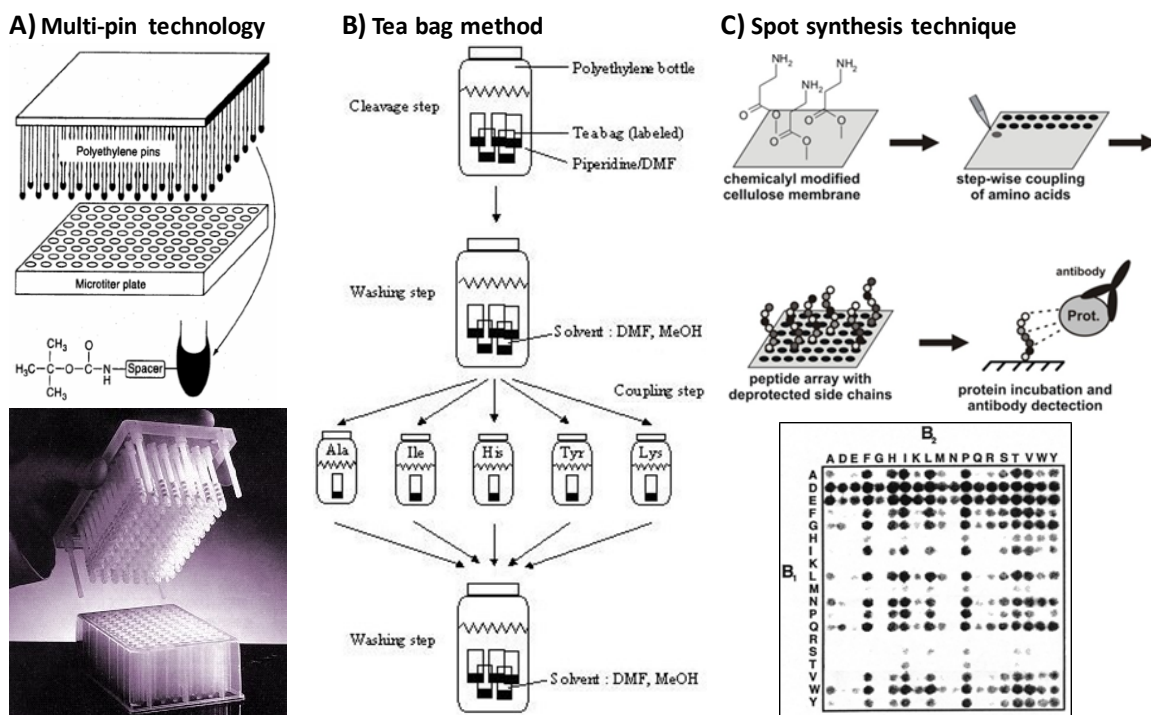 A) Multi-pin technology
Polyethylene pins
Microtiter plate
CH₃
H₃C
O
CH₃
O
N
H
Spacer
B) Tea bag method
Polyethylene bottle
Cleavage step
Tea bag (labeled)
Piperidine/DMF
Washing step
Solvent : DMF, MeOH
Coupling step
Ala
Ile
His
Tyr
Lys
Washing step
Solvent : DMF, MeOH
C) Spot synthesis technique
NH₂
NH₂
NH₂
O
O
O
O
O
O
chemicalyl modified
cellulose membrane
step-wise coupling
of amino acids
antibody
Prot.
peptide array with
deprotected side chains
protein incubation and
antibody dectection
B₂
A D E F G H I K L M N P Q R S T V W Y
B₁
A
D
E
F
G
H
I
K
L
M
N
P
Q
R
S
T
V
W
Y